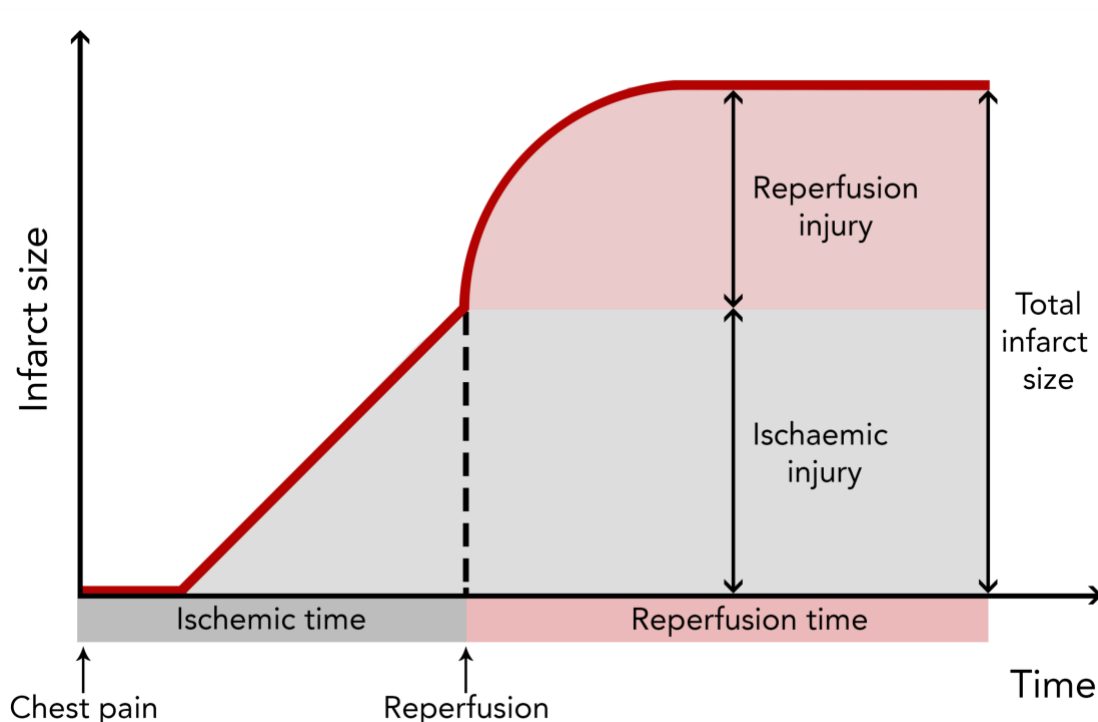 Infarct size
Reperfusion
injury
Total
infarct
size
Ischaemic
injury
Ischemic time
Reperfusion time
Time
Chest pain
Reperfusion